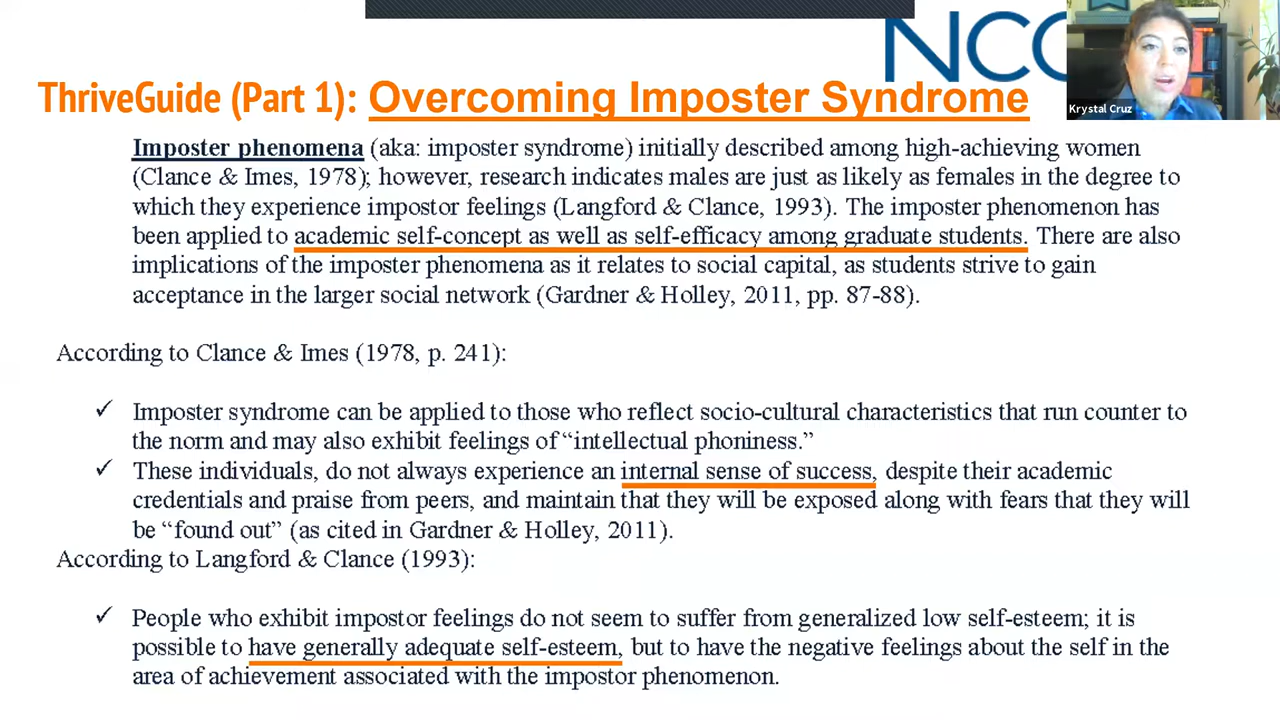 NCC
Krystal Cruz
ThriveGuide (Part 1): Overcoming Imposter Syndrome
Imposter phenomena (aka: imposter syndrome) initially described among high-achieving women
(Clance & Imes, 1978); however, research indicates males are just as likely as females in the degree to
which they experience impostor feelings (Langford & Clance, 1993). The imposter phenomenon has
been applied to academic self-concept as well as self-efficacy among graduate students. There are also
implications of the imposter phenomena as it relates to social capital, as students strive to gain
acceptance in the larger social network (Gardner & Holley, 2011, pp. 87-88).
According to Clance & Imes (1978, p. 241):
✓ Imposter syndrome can be applied to those who reflect socio-cultural characteristics that run counter to
the norm and may also exhibit feelings of “intellectual phoniness.”
✓ These individuals, do not always experience an internal sense of success, despite their academic
credentials and praise from peers, and maintain that they will be exposed along with fears that they will
be “found out” (as cited in Gardner & Holley, 2011).
According to Langford & Clance (1993):
✓ People who exhibit impostor feelings do not seem to suffer from generalized low self-esteem; it is
possible to have generally adequate self-esteem, but to have the negative feelings about the self in the
area of achievement associated with the impostor phenomenon.